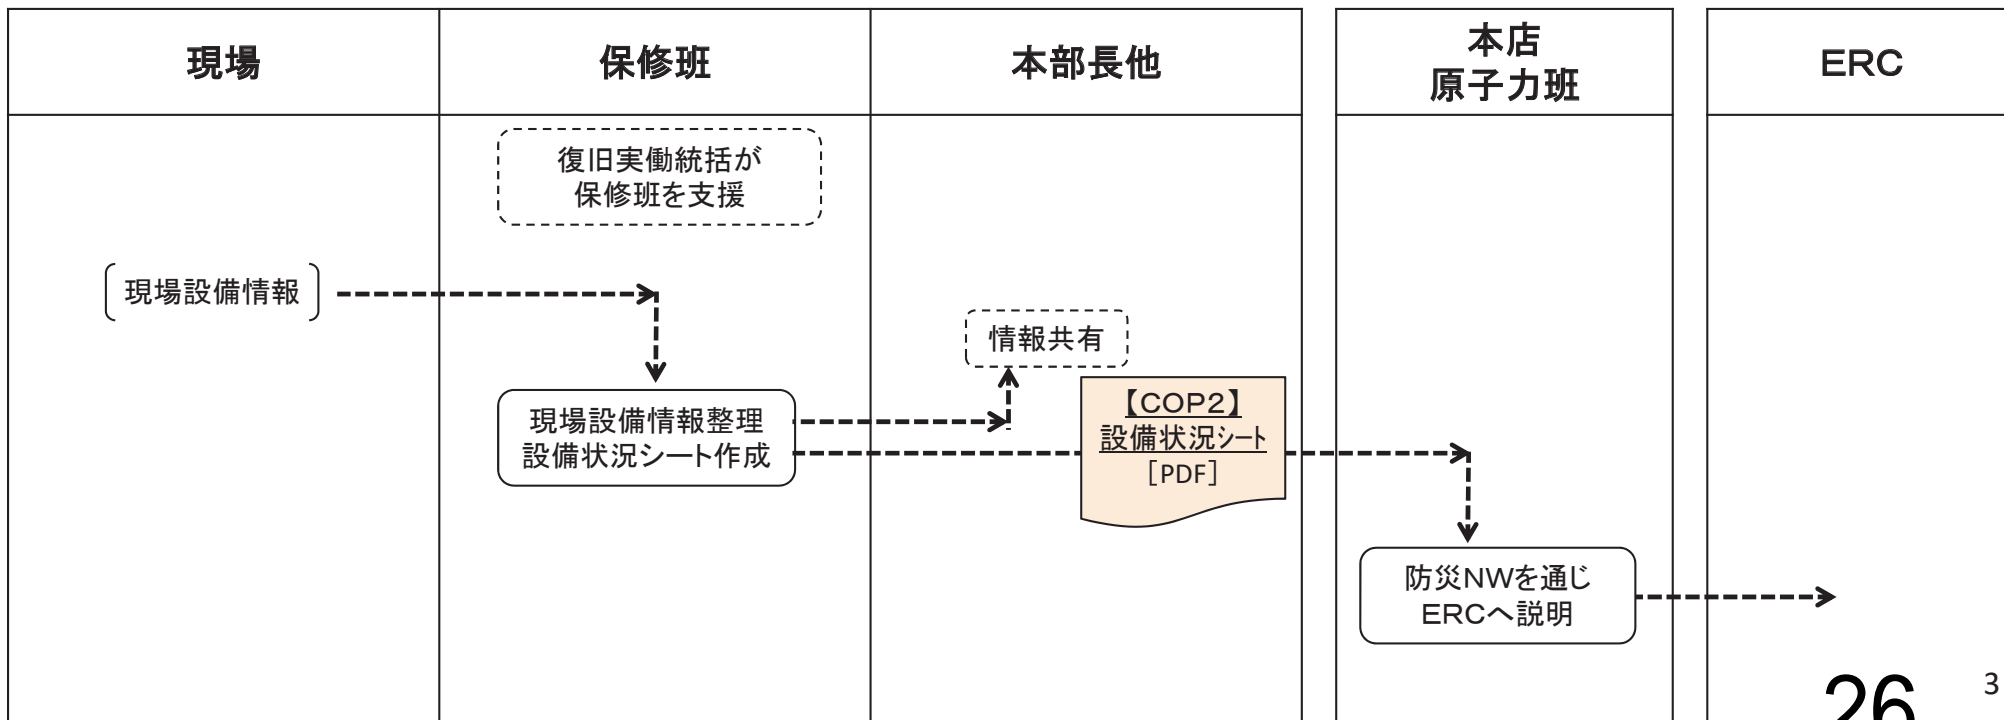 現場
保修班
本部長他
本店
原子力班
ERC
復旧実働統括が
保修班を支援
現場設備情報
情報共有
現場設備情報整理
設備状況シート作成
【COP2】
設備状況ｼｰﾄ
［PDF］
防災NWを通じ
ERCへ説明
26
3